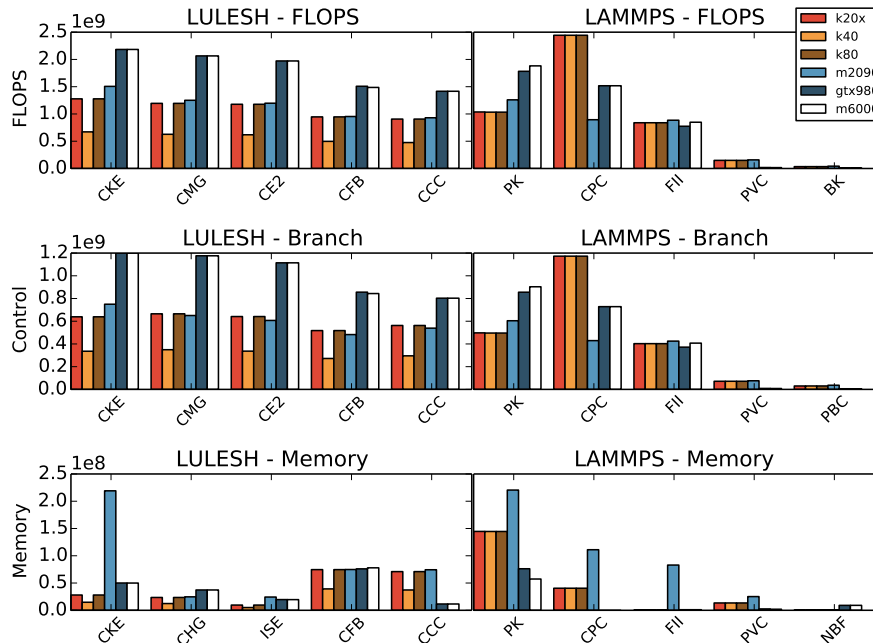 LULESH - FLOPS
LAMMPS - FLOPS
1e9
FLOPS
2.5
2.0
1.5
1.0
0.5
0.0
CKE
CMG
CE2
CFB
CCC
PK
CPC
FII
PVC
BK
k20x
k40
k80
m2090
gtx980
m6000
LULESH - Branch
LAMMPS - Branch
1e9
Control
1.2
1.0
0.8
0.6
0.4
0.2
0.0
CKE
CMG
CE2
CFB
CCC
PK
CPC
FII
PVC
PBC
LULESH - Memory
LAMMPS - Memory
1e8
Memory
2.5
2.0
1.5
1.0
0.5
0.0
CKE
CHG
ISE
CFB
CCC
PK
CPC
FII
PVC
NBF